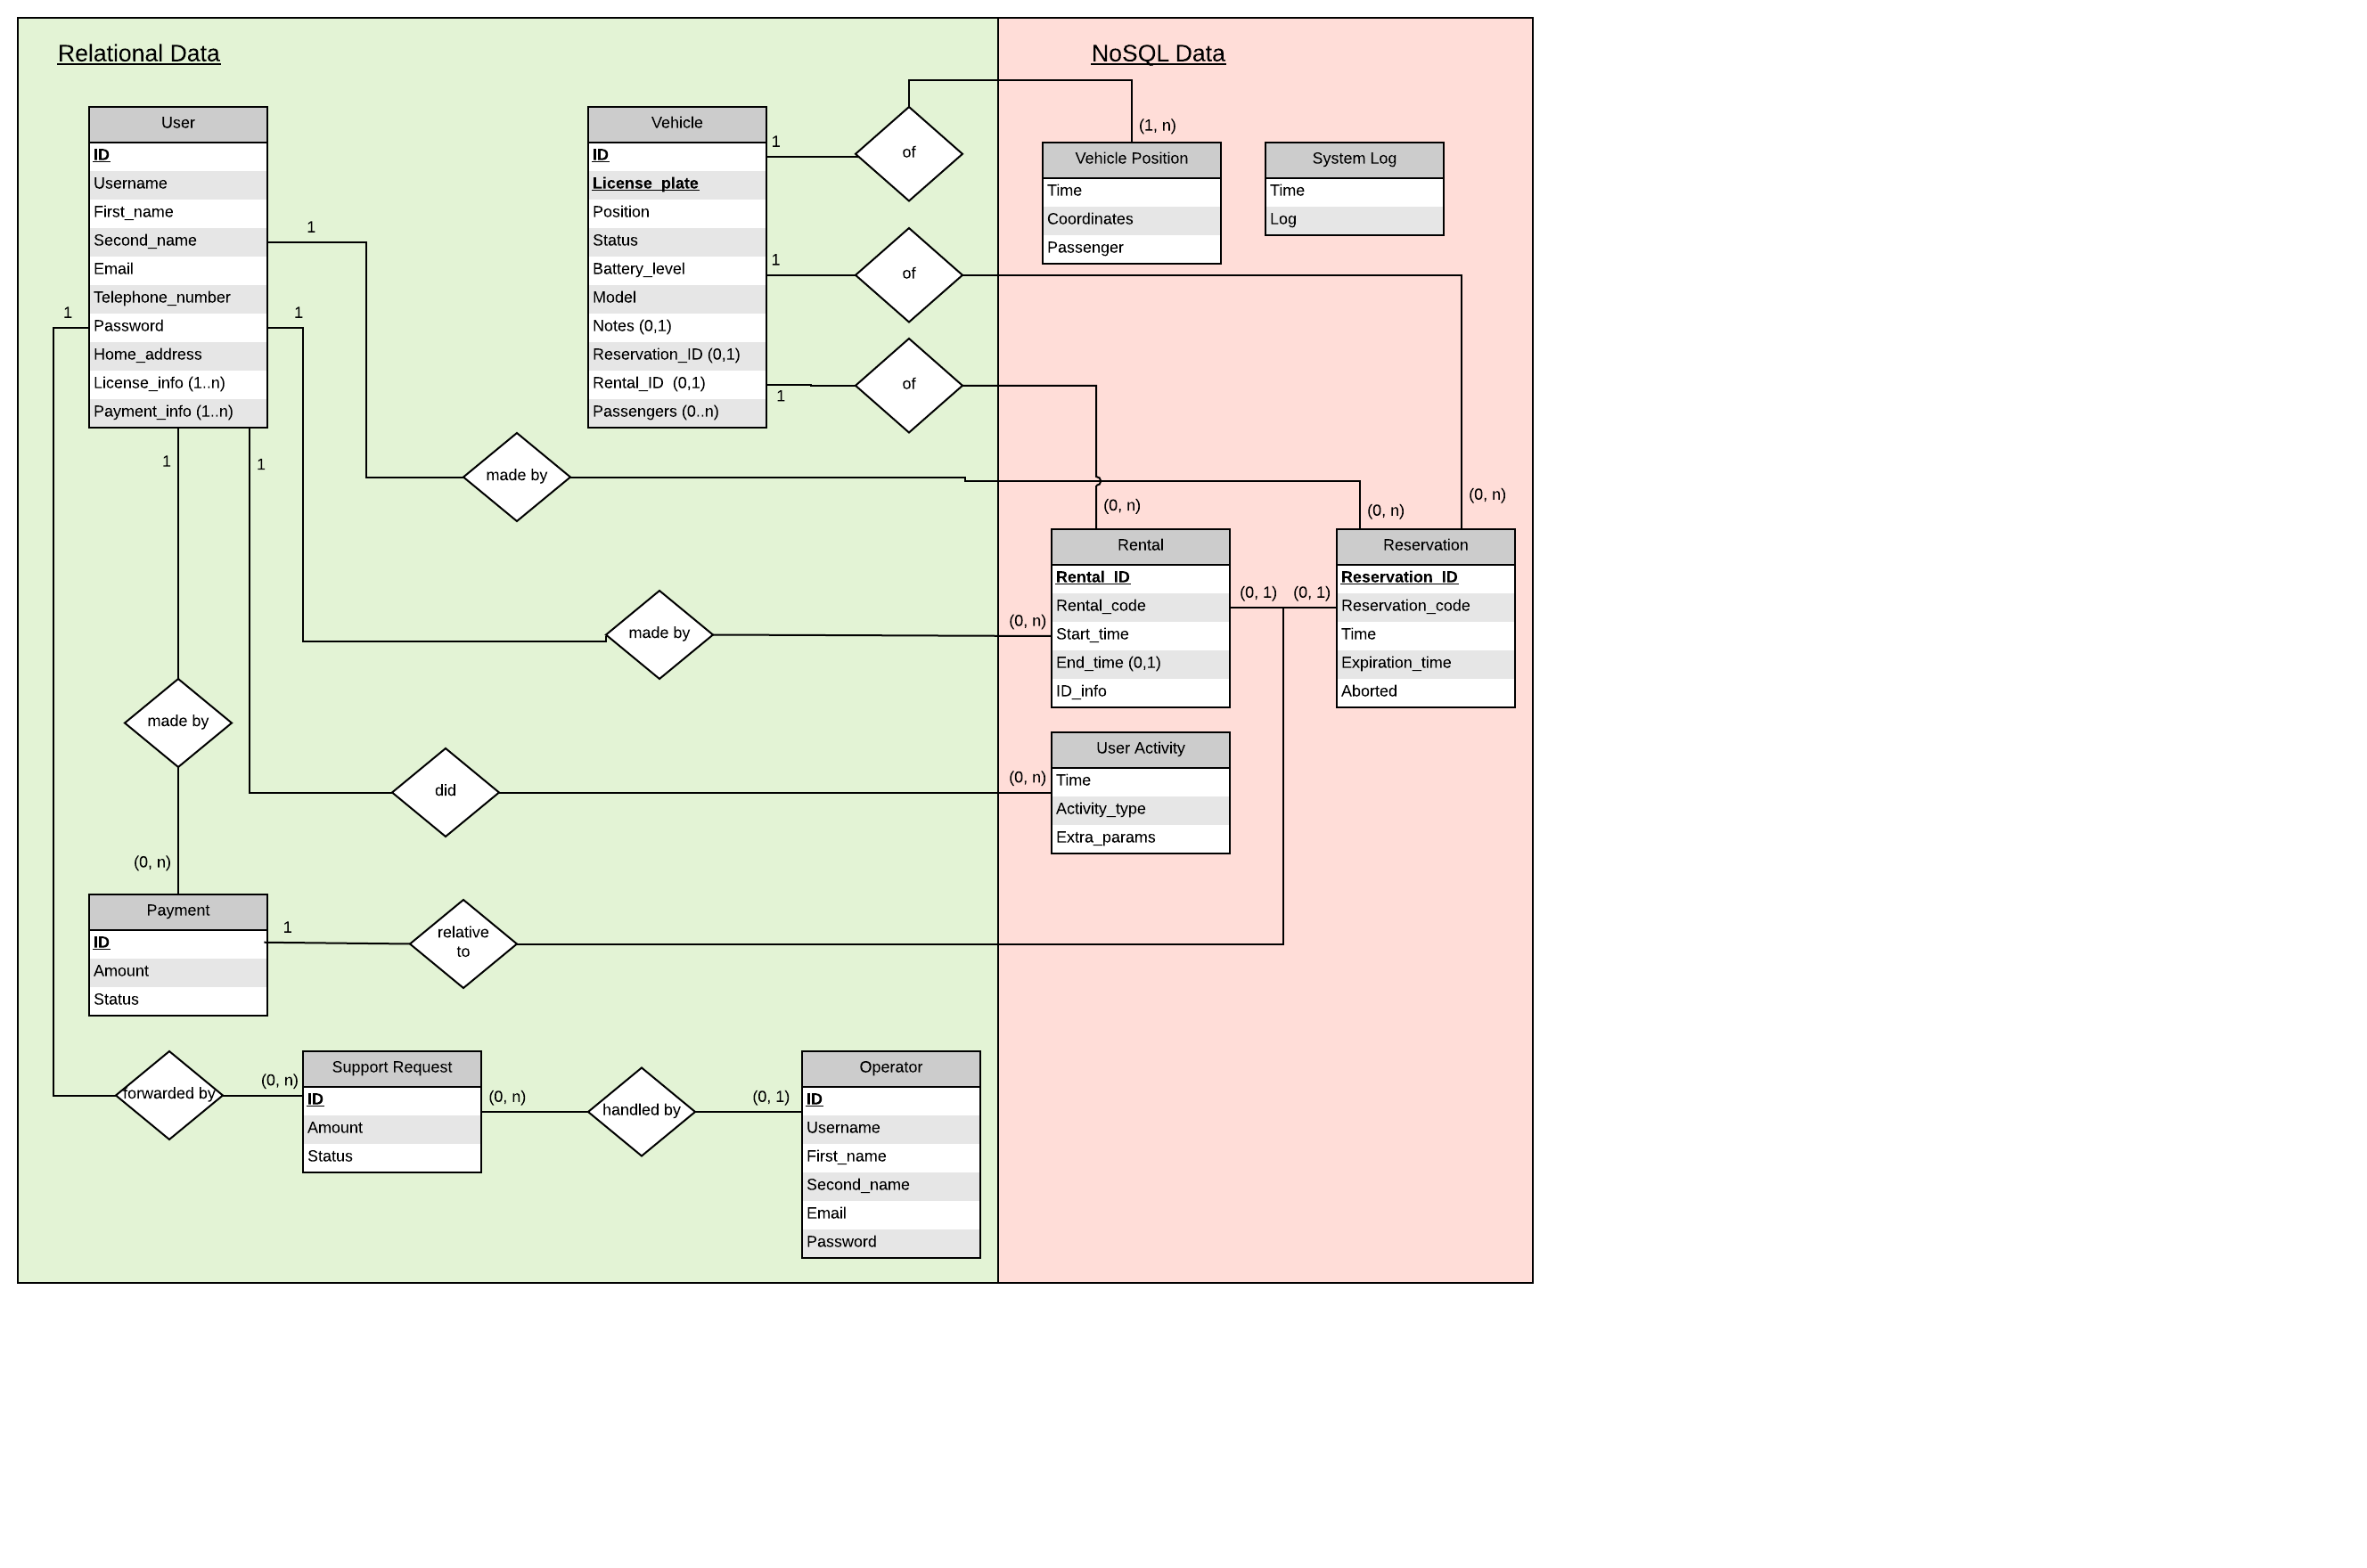 Relational Data
NoSQL Data
User
ID
Username
First_name
Second_name
Email
Telephone_number
Password
Home_address
License_info (1..n)
Payment_info (1..n)
1
1
1
1
1
Vehicle
ID
License_plate
Position
Status
Battery_level
Model
Notes (0,1)
Reservation_ID (0,1)
Rental_ID (0,1)
Passengers (0..n)
1
1
1
of
of
of
(1, n)
Vehicle Position
Time
Coordinates
Passenger
System Log
Time
Log
made by
(0, n)
(0, n)
(0, n)
Rental
Rental_ID
Rental_code
Start_time
End_time (0,1)
ID_info
(0, 1)
(0, 1)
Reservation
Reservation_ID
Reservation_code
Time
Expiration_time
Aborted
made by
(0, n)
made by
did
(0, n)
User Activity
Time
Activity_type
Extra_params
(0, n)
Payment
ID
Amount
Status
1
relative
to
forwarded by
(0, n)
Support Request
ID
Amount
Status
(0, n)
handled by
(0, 1)
Operator
ID
Username
First_name
Second_name
Email
Password